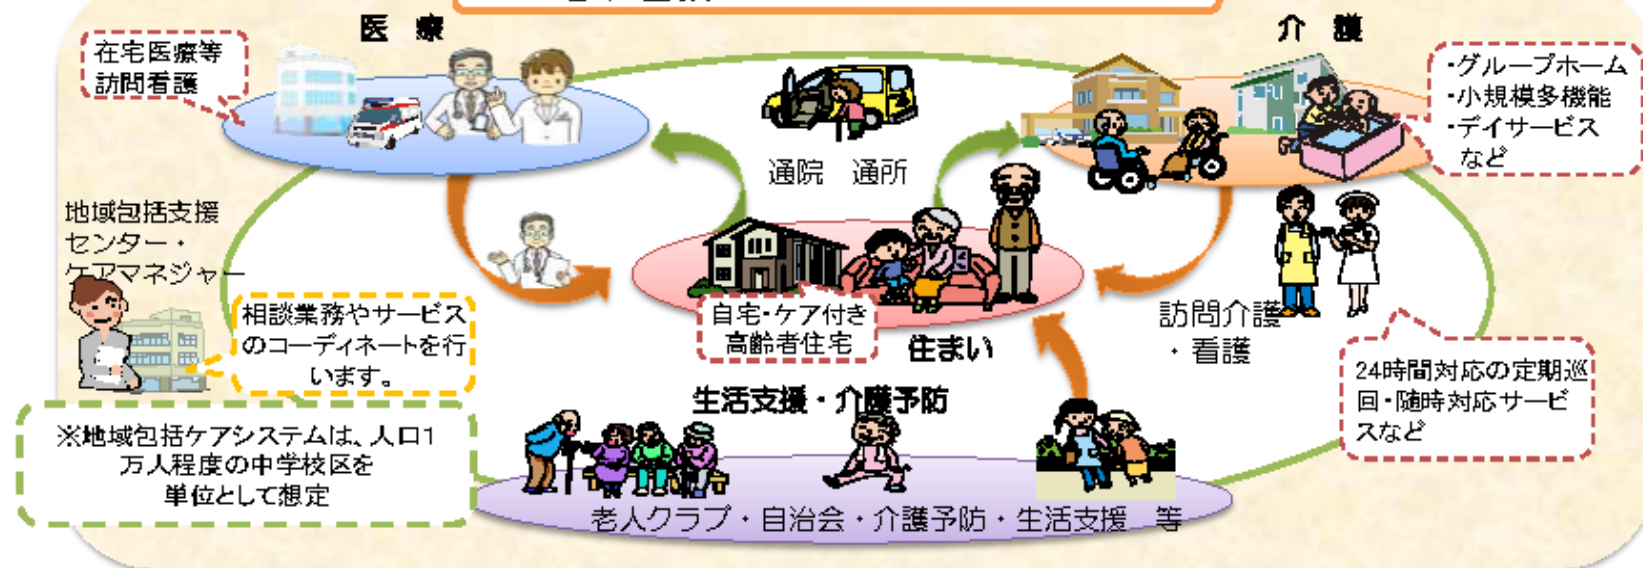 医 療
介 護
在宅医療等
訪問看護
・グループホーム
・小規模多機能
・デイサービス
など
通院 通所
地域包括支援
センター・
ケアマネジャー
相談業務やサービス
のコーディネートを行
います。
自宅・ケア付き
高齢者住宅
住まい
訪問介護
・看護
24時間対応の定期巡
回・随時対応サービ
スなど
生活支援・介護予防
※地域包括ケアシステムは、人口1
万人程度の中学校区を
単位として想定
老人クラブ・自治会・介護予防・生活支援 等